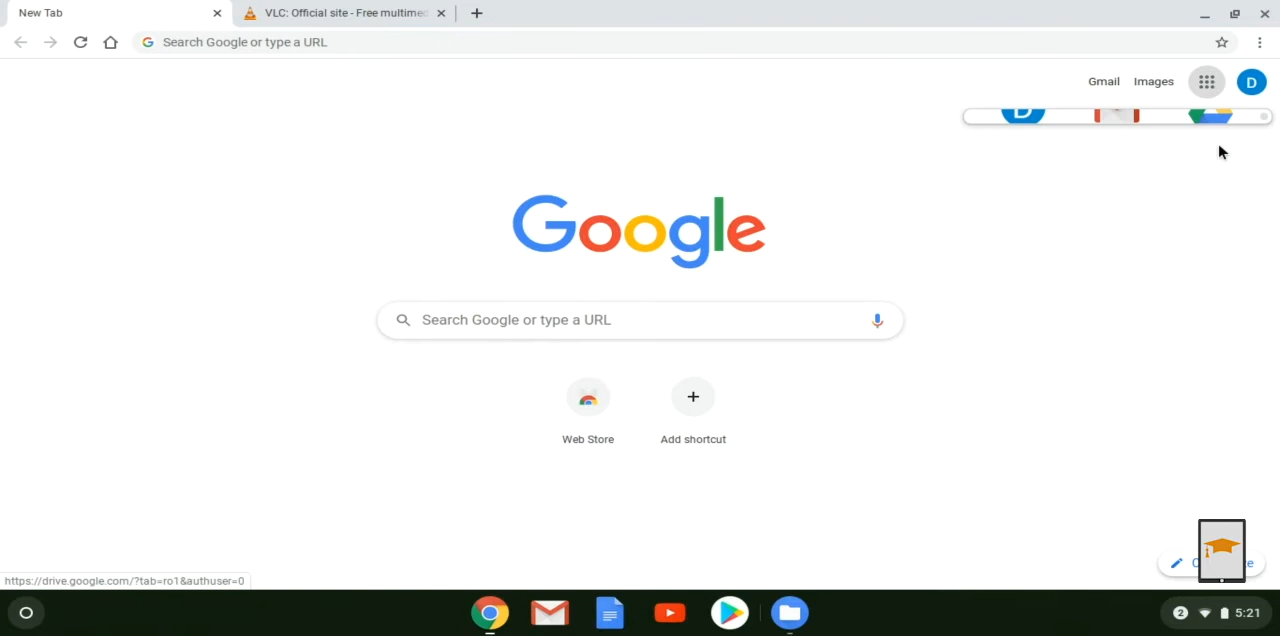 New Tab
VLC: Official site - Free multimed
Search Google or type a URL
Gmail Images D
D
Google
Search Google or type a URL
Web Store
Add shortcut
https://drive.google.com/?tab=ro1&authuser=0
2 5:21